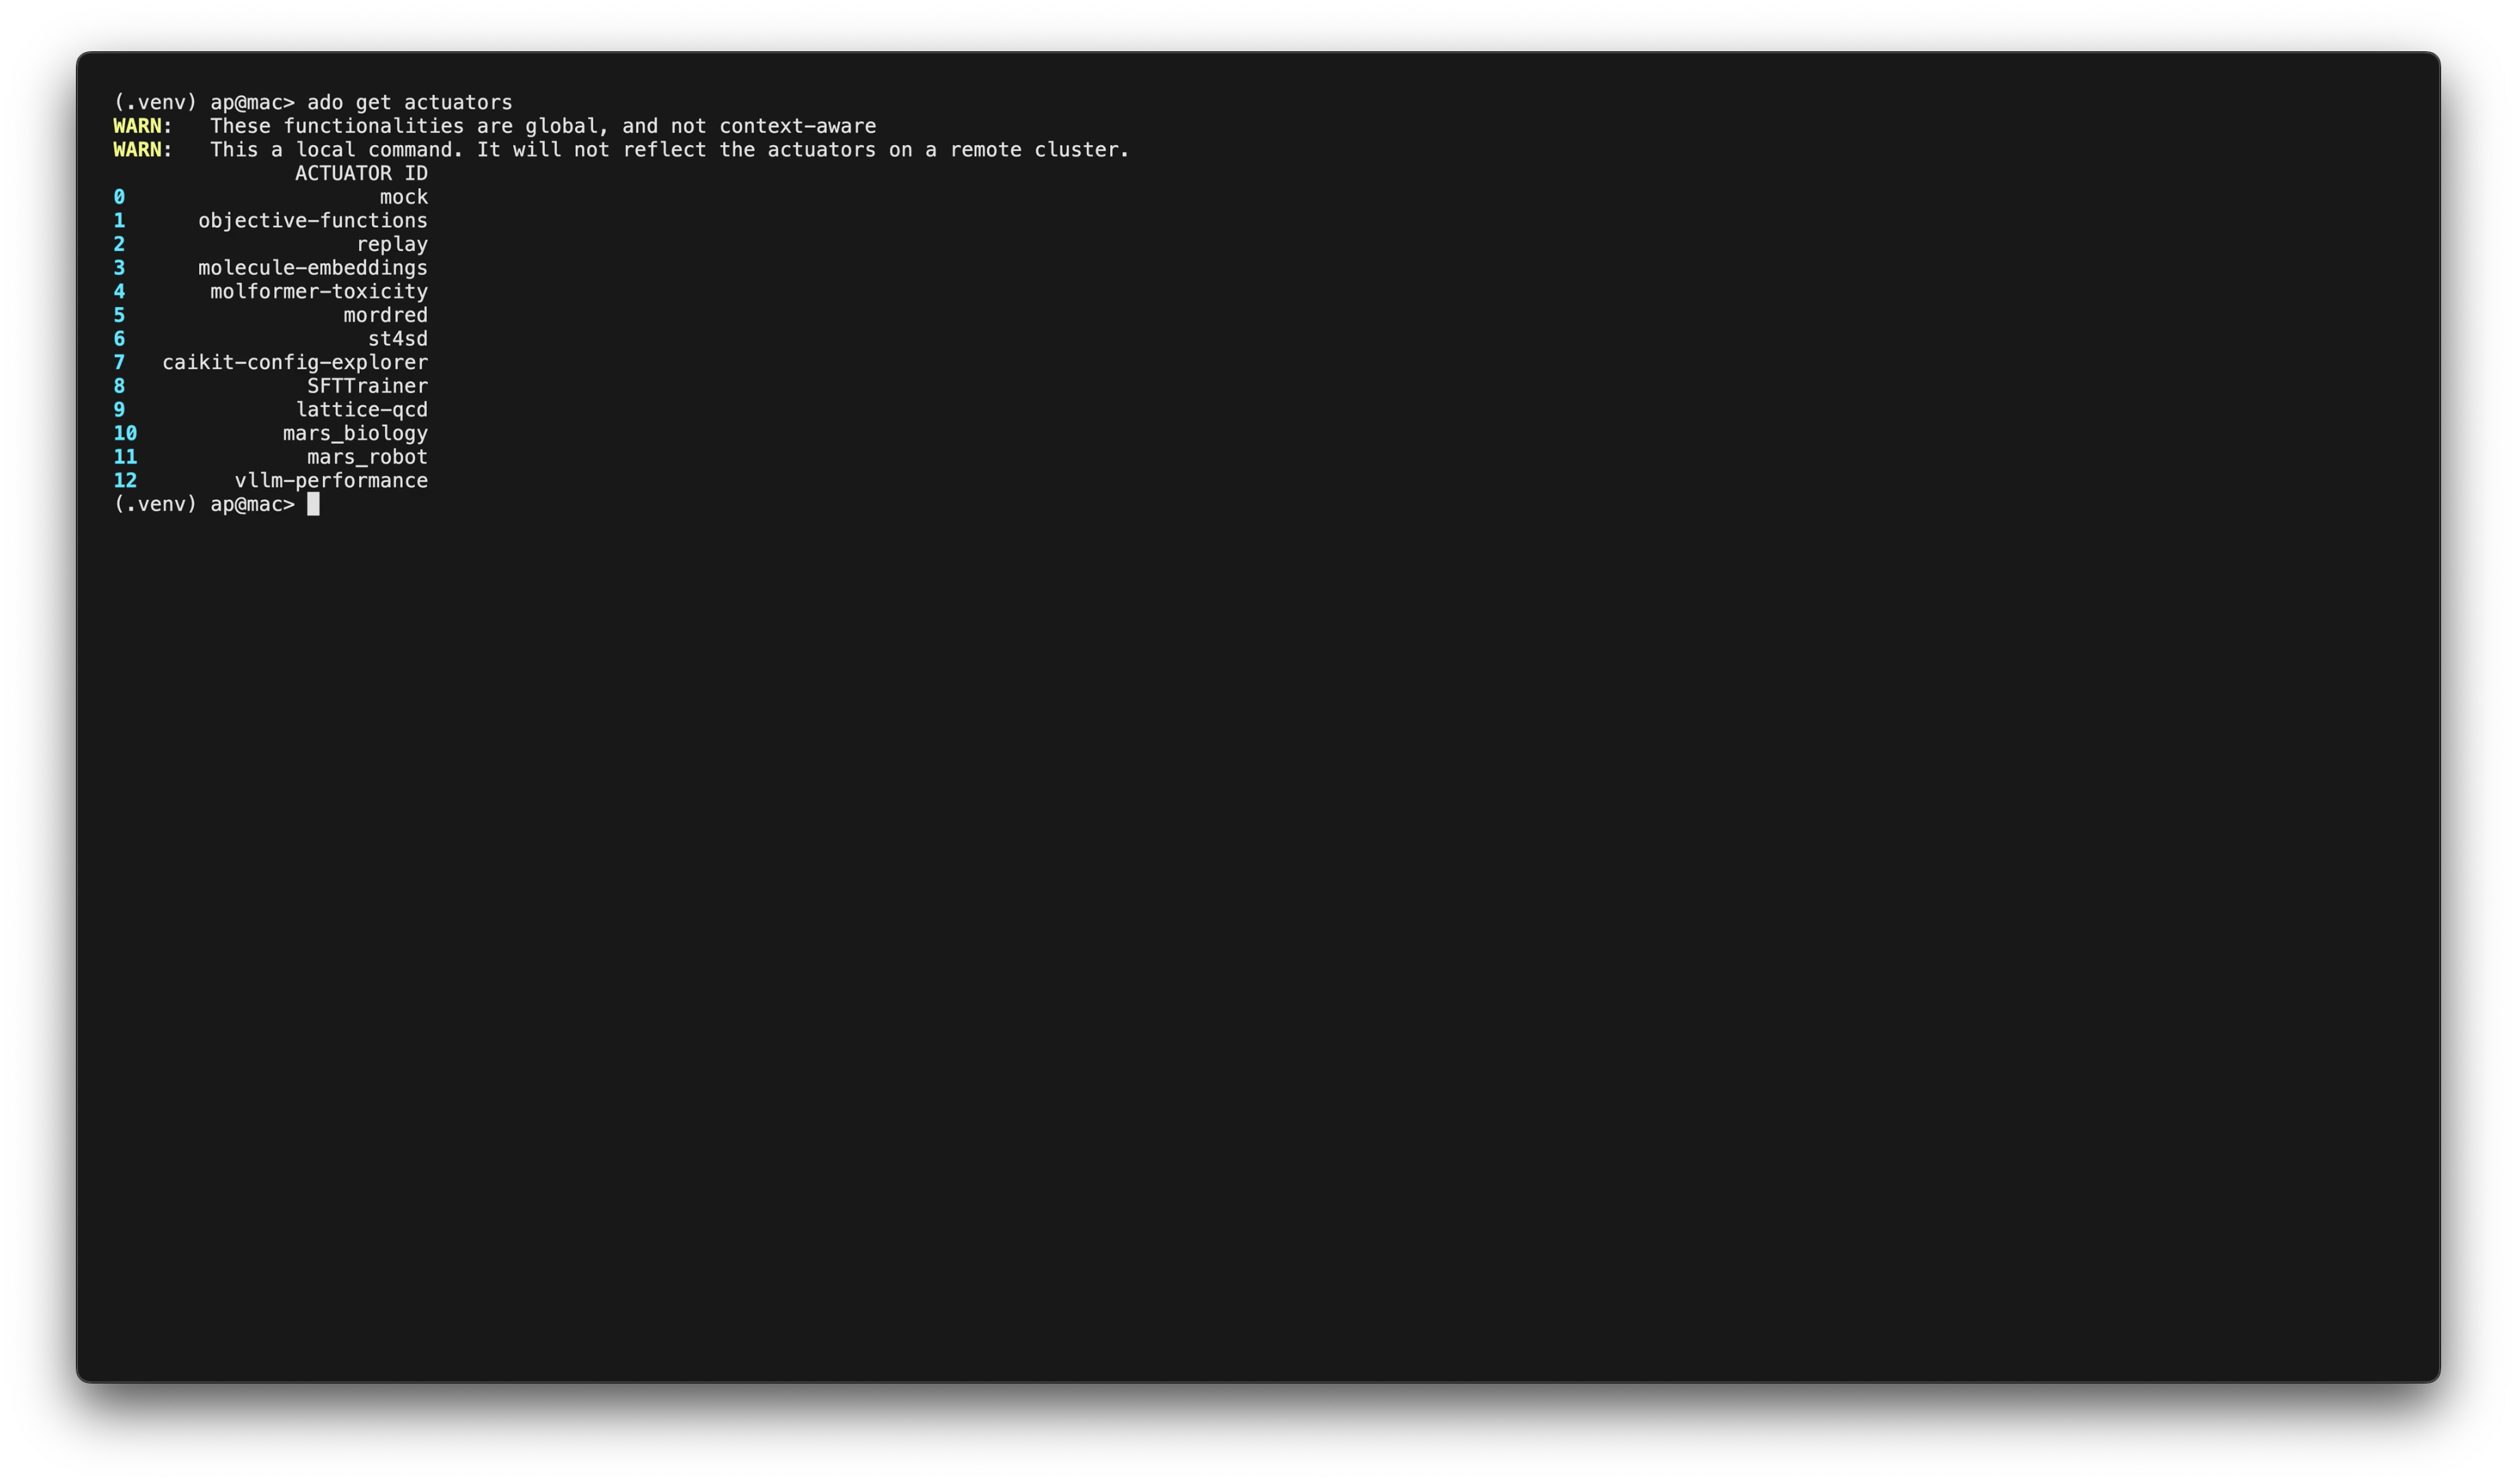 (.venv) ap@mac> ado get actuators
WARN:   These functionalities are global, and not context-aware
WARN:   This a local command. It will not reflect the actuators on a remote cluster.
               ACTUATOR ID
0                     mock
1      objective-functions
2                   replay
3      molecule-embeddings
4       molformer-toxicity
5                  mordred
6                    st4sd
7   caikit-config-explorer
8               SFTTrainer
9              lattice-qcd
10            mars_biology
11              mars_robot
12        vllm-performance
(.venv) ap@mac>